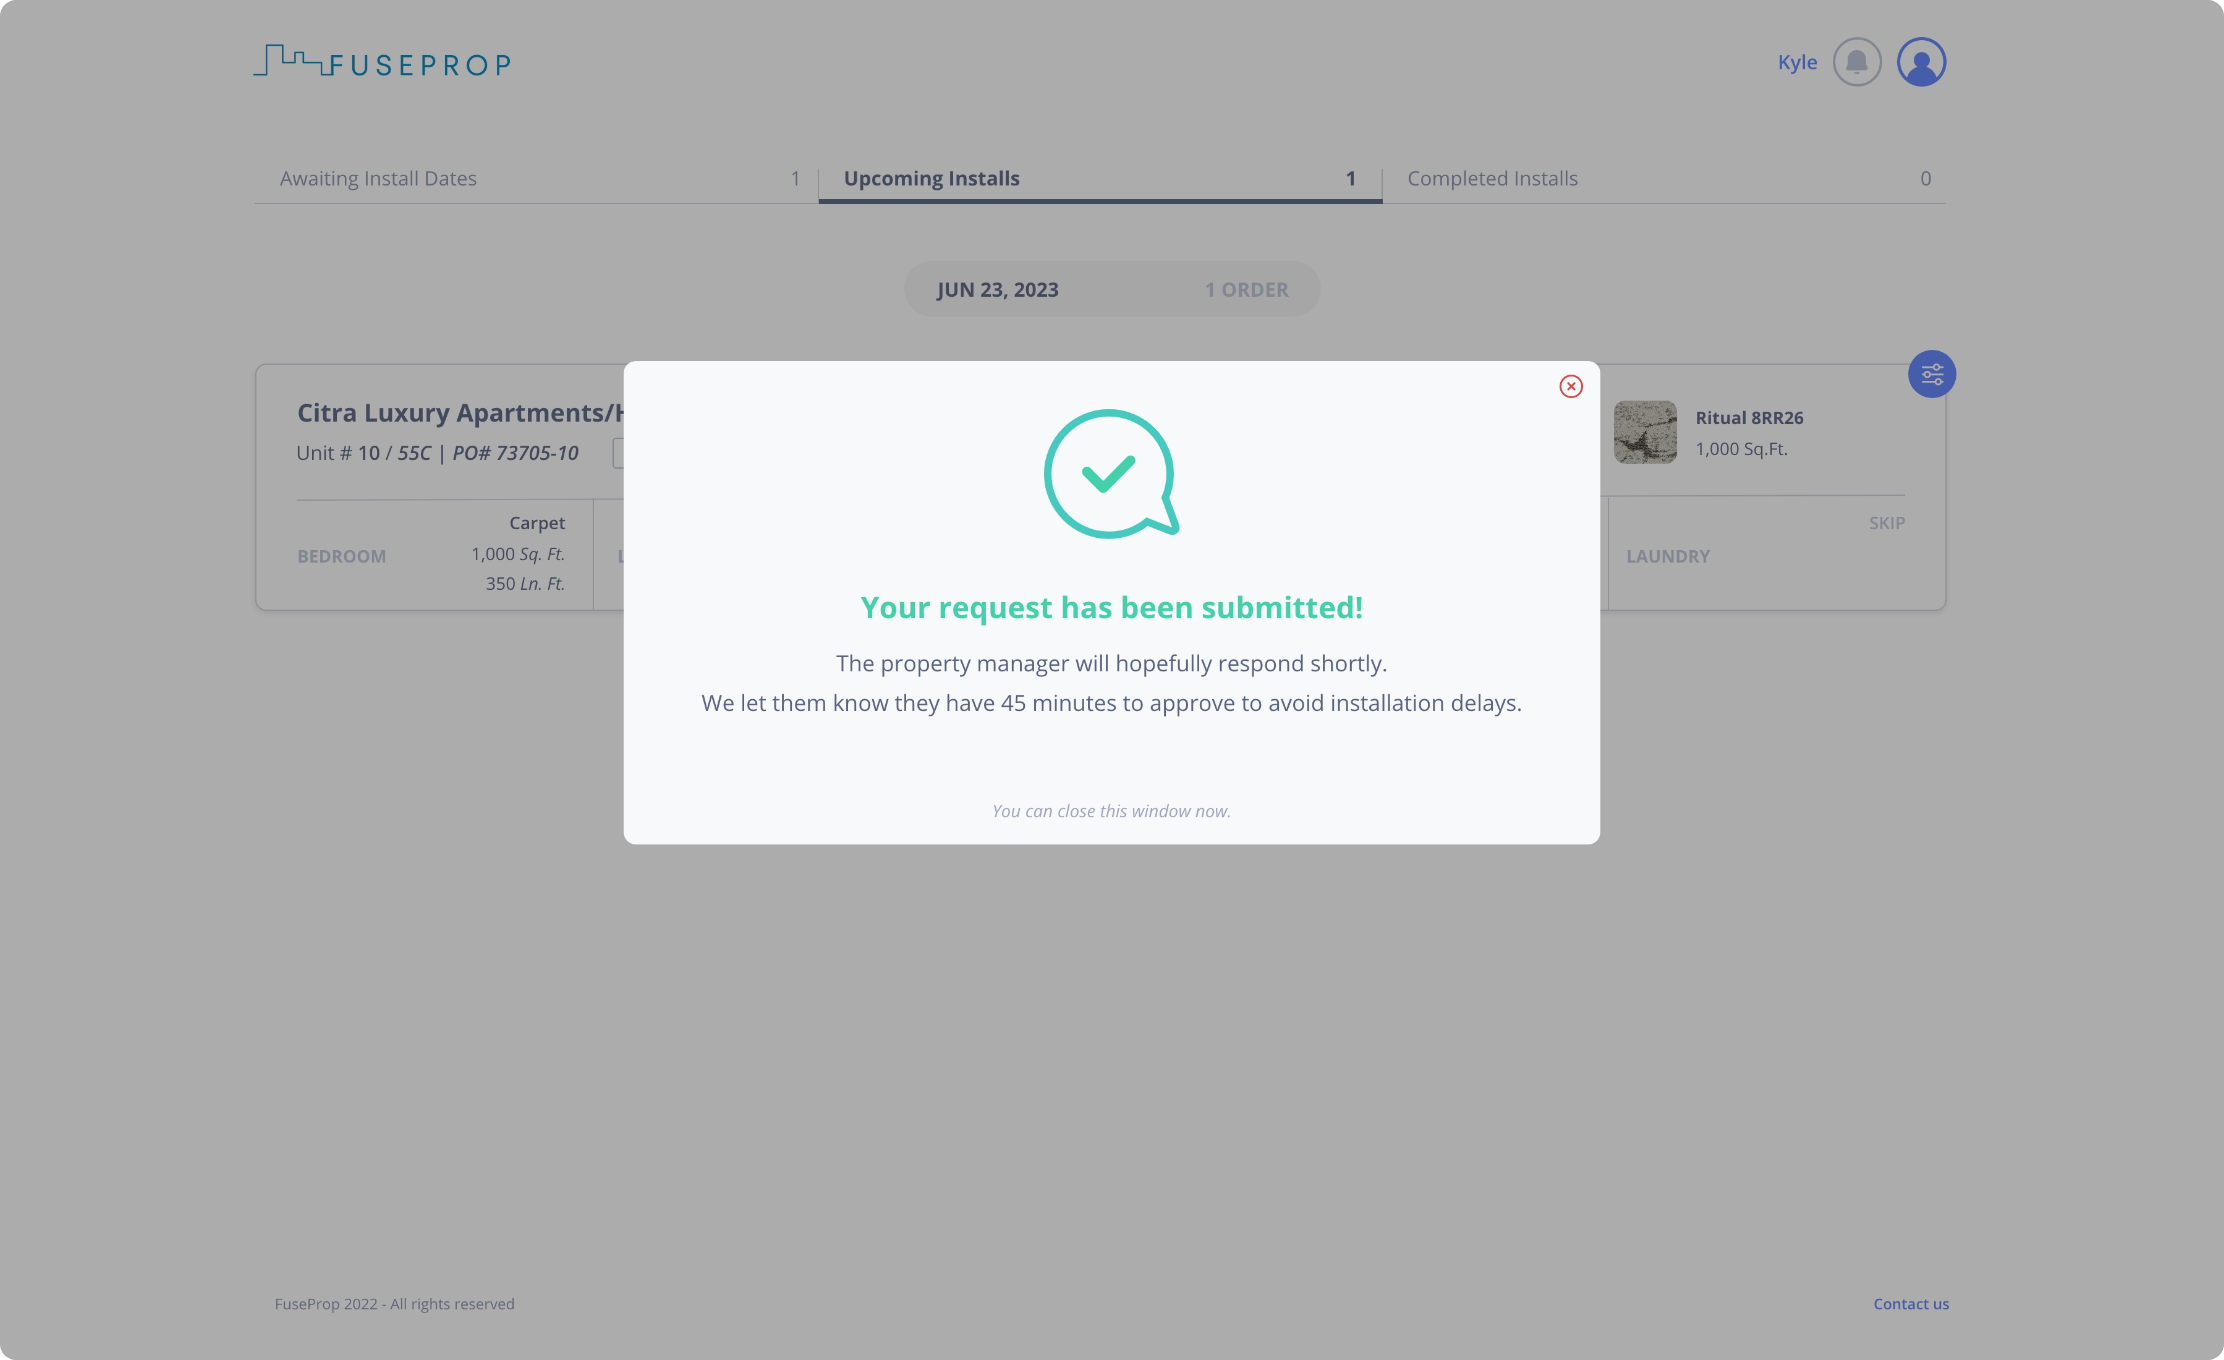 FUSEPROP
Kyle
Awaiting Install Dates 1
Upcoming Installs 1
Completed Installs 0
JUN 23, 2023 1 ORDER
Citra Luxury Apartments/
Unit # 10 / 55C | PO# 73705-10
BEDROOM
Carpet
1,000 Sq. Ft.
350 Ln. Ft.
Ritual 8RR26
1,000 Sq.Ft.
LAUNDRY
SKIP
Your request has been submitted!
The property manager will hopefully respond shortly.
We let them know they have 45 minutes to approve to avoid installation delays.
You can close this window now.
FuseProp 2022 - All rights reserved
Contact us